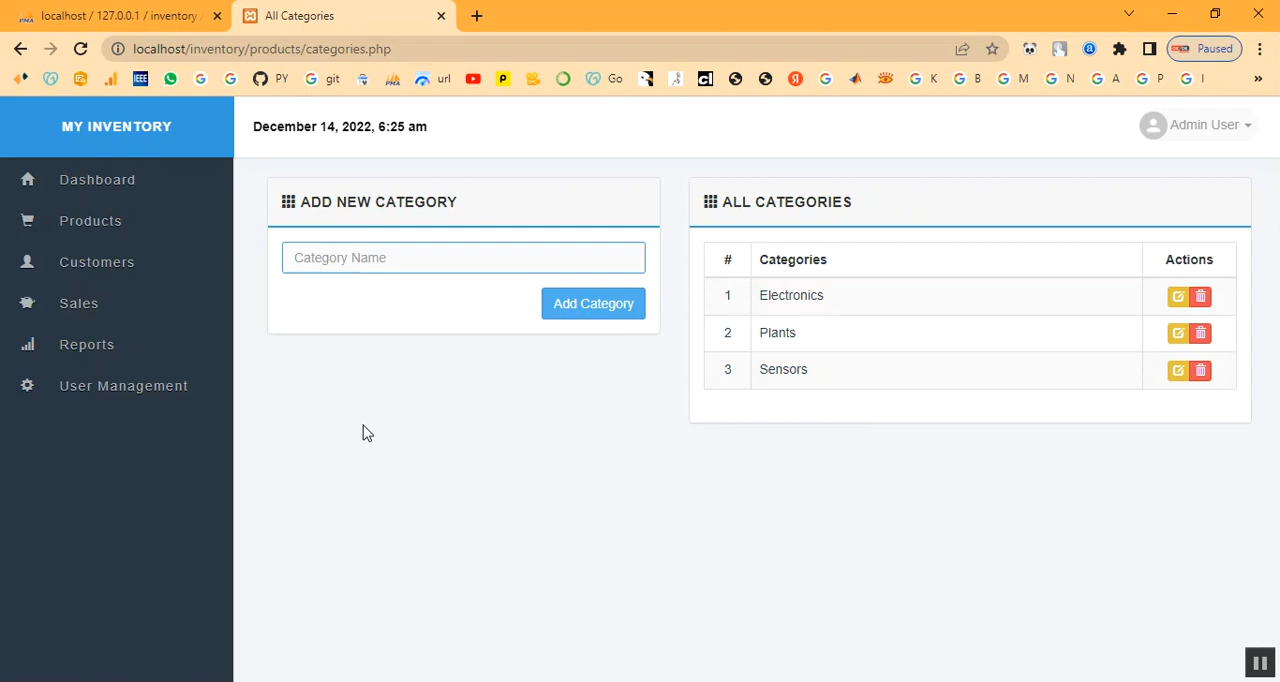 localhost / 127.0.0.1 / inventory
All Categories
localhost/inventory/products/categories.php
Paused
PY
git
url
Go
K
B
M
N
A
P
I
MY INVENTORY
December 14, 2022, 6:25 am
Admin User
Dashboard
Products
Customers
Sales
Reports
User Management
ADD NEW CATEGORY
Category Name
Add Category
ALL CATEGORIES
# Categories Actions
1 Electronics
2 Plants
3 Sensors